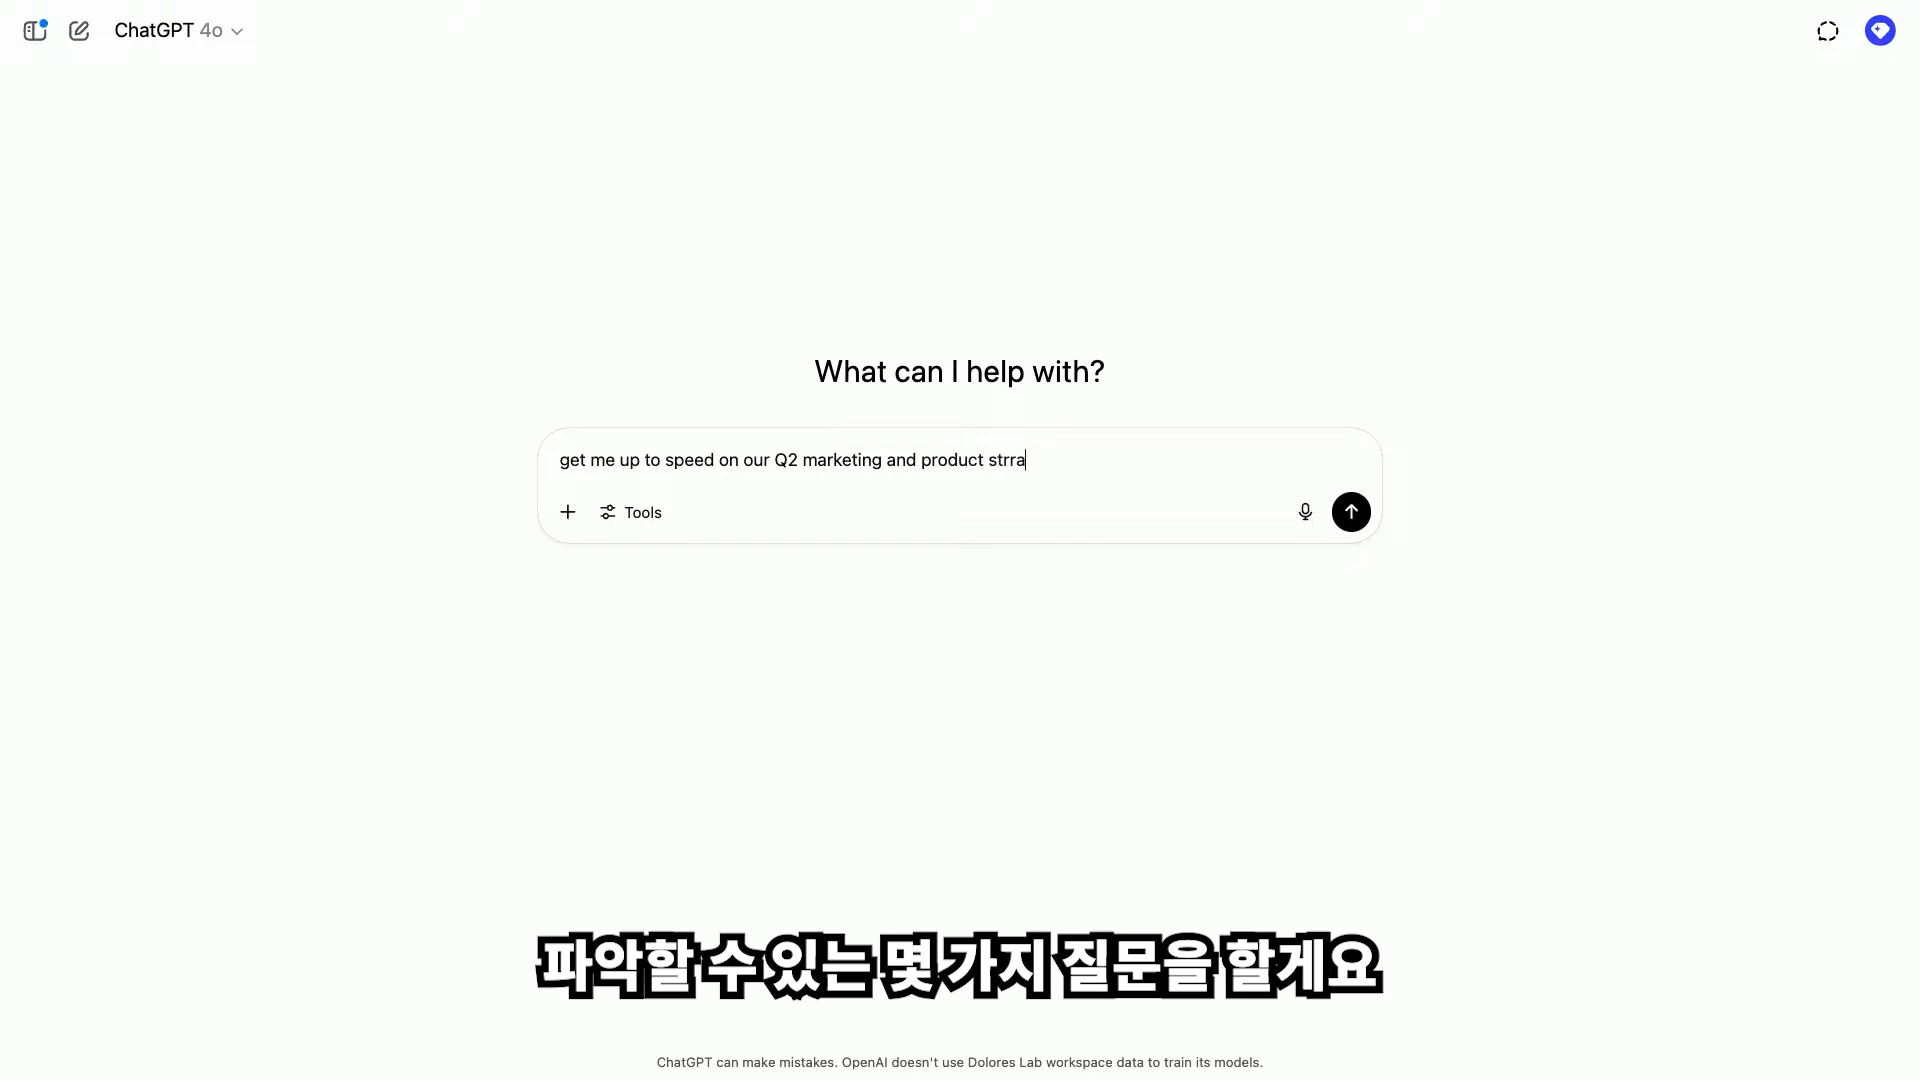 ChatGPT 4o
What can I help with?
get me up to speed on our Q2 marketing and product strra
Tools
파악할 수 있는 몇 가지 질문을 할게요
ChatGPT can make mistakes. OpenAI doesn't use Dolores Lab workspace data to train its models.